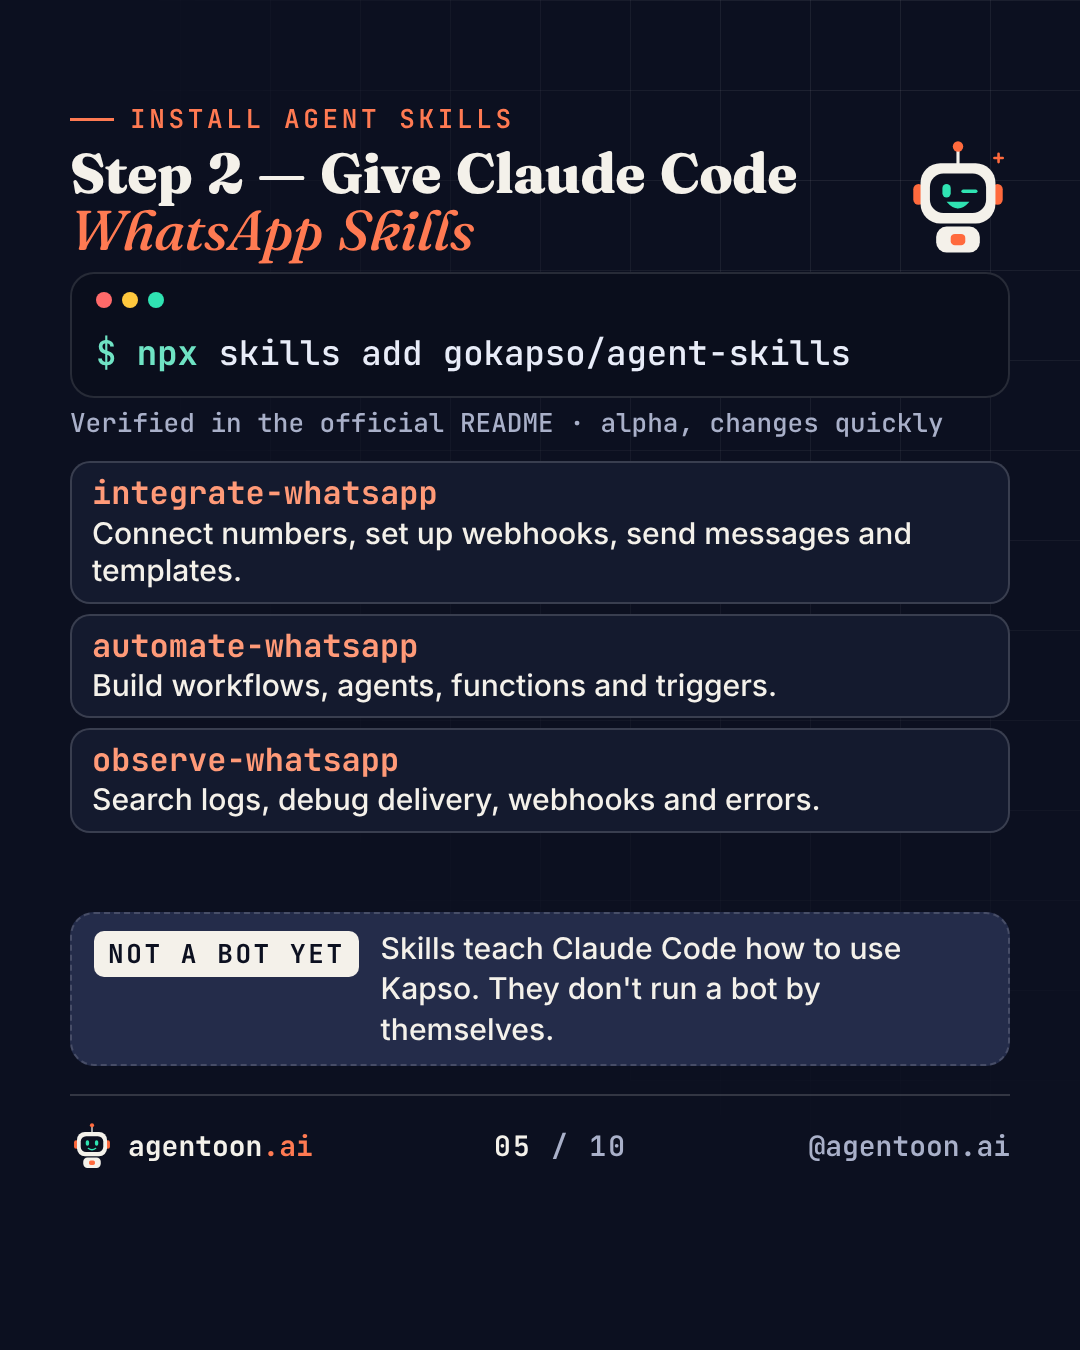 INSTALL AGENT SKILLS
Step 2 — Give Claude Code
WhatsApp Skills
$ npx skills add gokapso/agent-skills
Verified in the official README · alpha, changes quickly
integrate-whatsapp
Connect numbers, set up webhooks, send messages and
templates.
automate-whatsapp
Build workflows, agents, functions and triggers.
observe-whatsapp
Search logs, debug delivery, webhooks and errors.
NOT A BOT YET
Skills teach Claude Code how to use
Kapso. They don't run a bot by
themselves.
agentoon.ai
05 / 10
@agentoon.ai